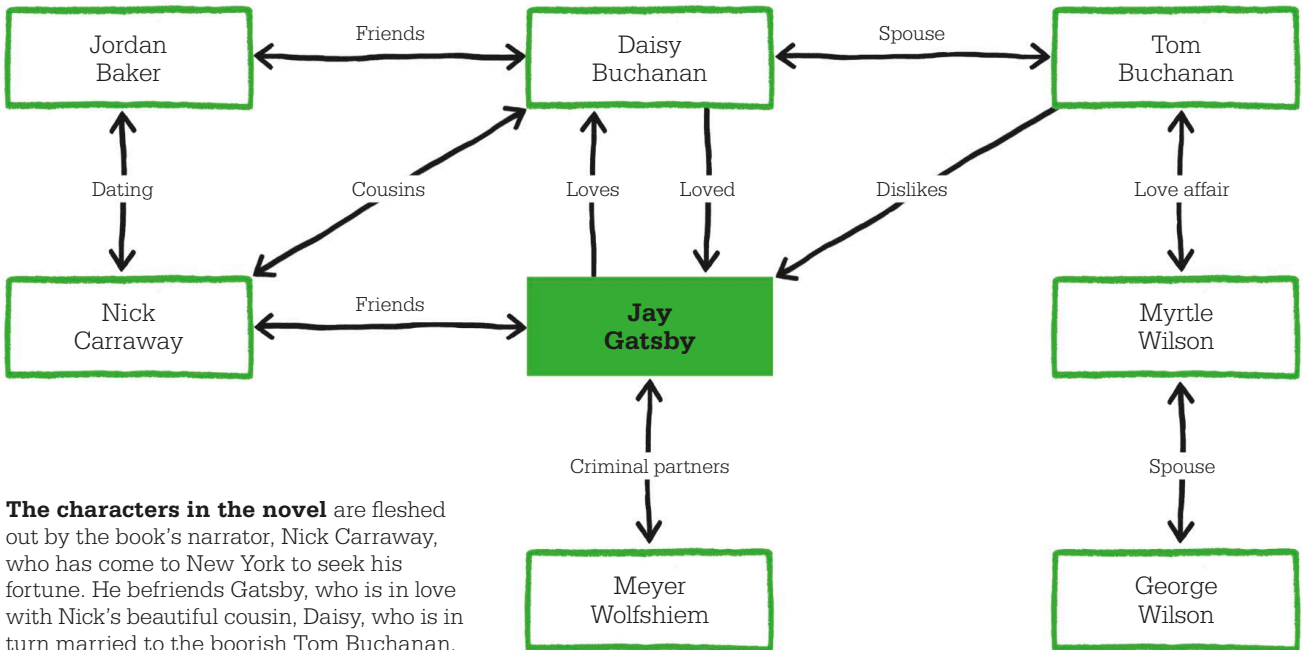 Jordan
Baker
Friends
Daisy
Buchanan
Spouse
Tom
Buchanan
Dating
Cousins
Loves
Loved
Dislikes
Love affair
Nick
Carraway
Friends
Jay
Gatsby
Myrtle
Wilson
Criminal partners
Spouse
The characters in the novel are fleshed
out by the book’s narrator, Nick Carraway,
who has come to New York to seek his
fortune. He befriends Gatsby, who is in love
with Nick’s beautiful cousin, Daisy, who is in
turn married to the boorish Tom Buchanan.
Meyer
Wolfshiem
George
Wilson